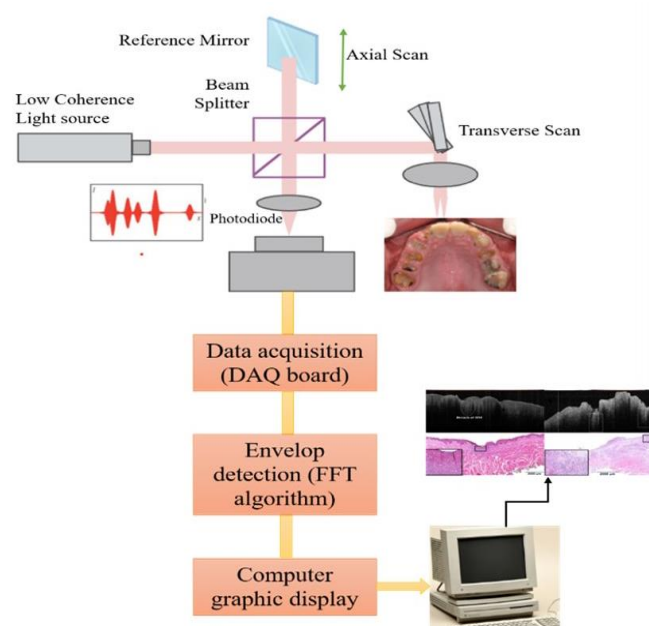 Reference Mirror
Axial Scan
Beam
Splitter
Low Coherence
Light source
Transverse Scan
Photodiode
Data acquisition
(DAQ board)
Envelop
detection (FFT
algorithm)
Computer
graphic display